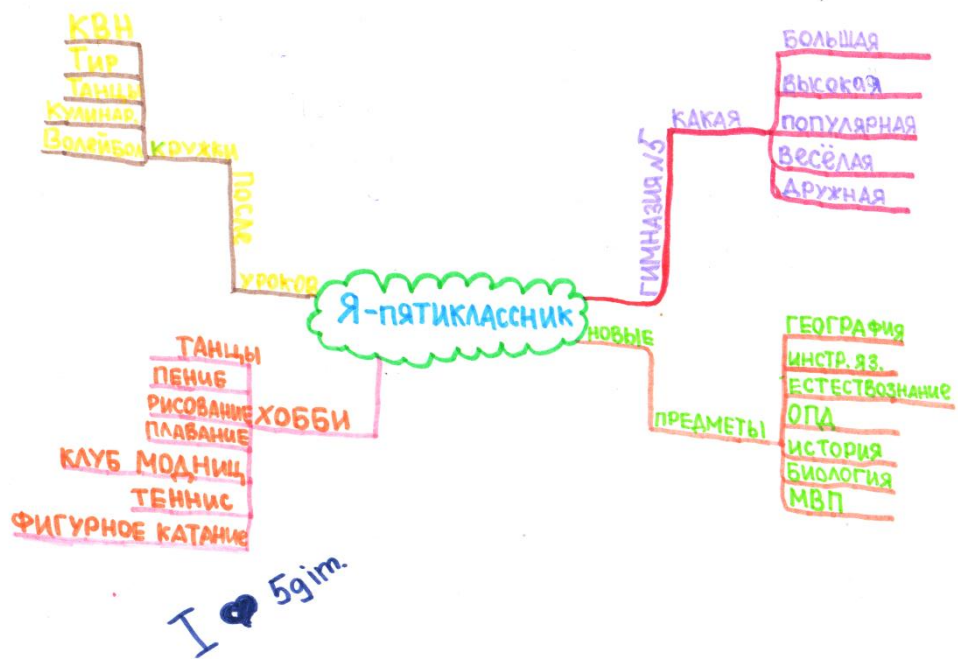 КВН
Тир
Танцы
Кулинар.
Волейбол
кружки
После
уроков
Я-пятиклассник
Гимназия №5
какая
большая
высокая
популярная
весёлая
дружная
новые
предметы
география
инстр. яз.
естествознание
ОПД
история
биология
МВП
хобби
танцы
пение
рисование
плавание
клуб модниц
теннис
фигурное катание
I ♥ 5gim.